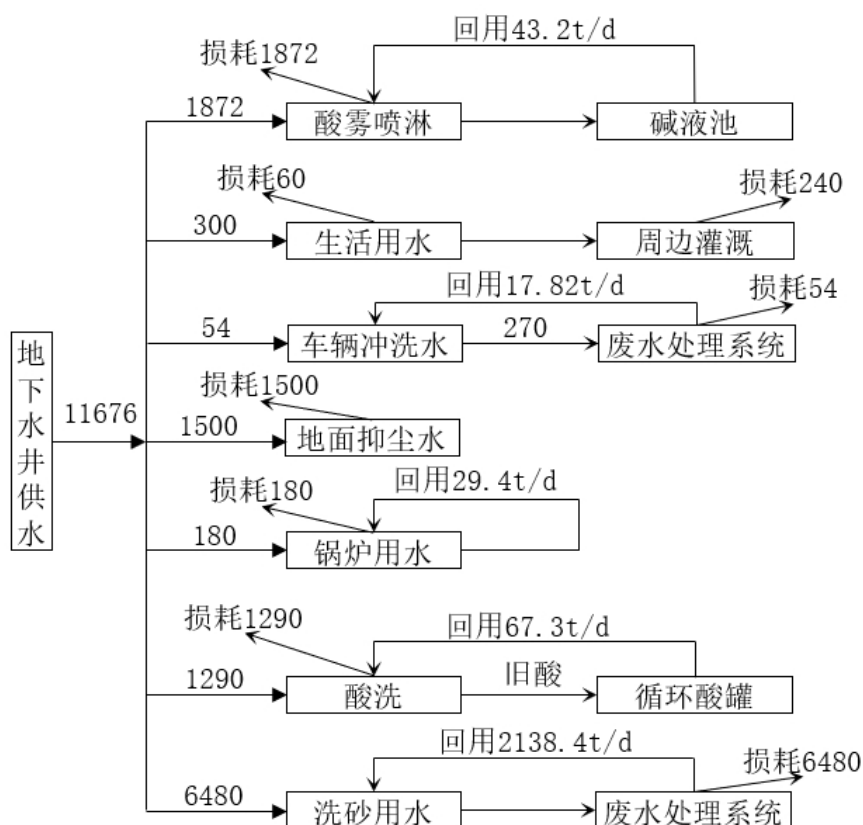 回用43.2t/d
损耗1872
1872
酸雾喷淋
碱液池
损耗60
损耗240
300
生活用水
周边灌溉
回用17.82t/d
损耗54
54
车辆冲洗水
270
废水处理系统
地下水井供水
11676
损耗1500
1500
地面抑尘水
损耗180
回用29.4t/d
180
锅炉用水
损耗1290
回用67.3t/d
1290
酸洗
旧酸
循环酸罐
回用2138.4t/d
损耗6480
6480
洗砂用水
废水处理系统